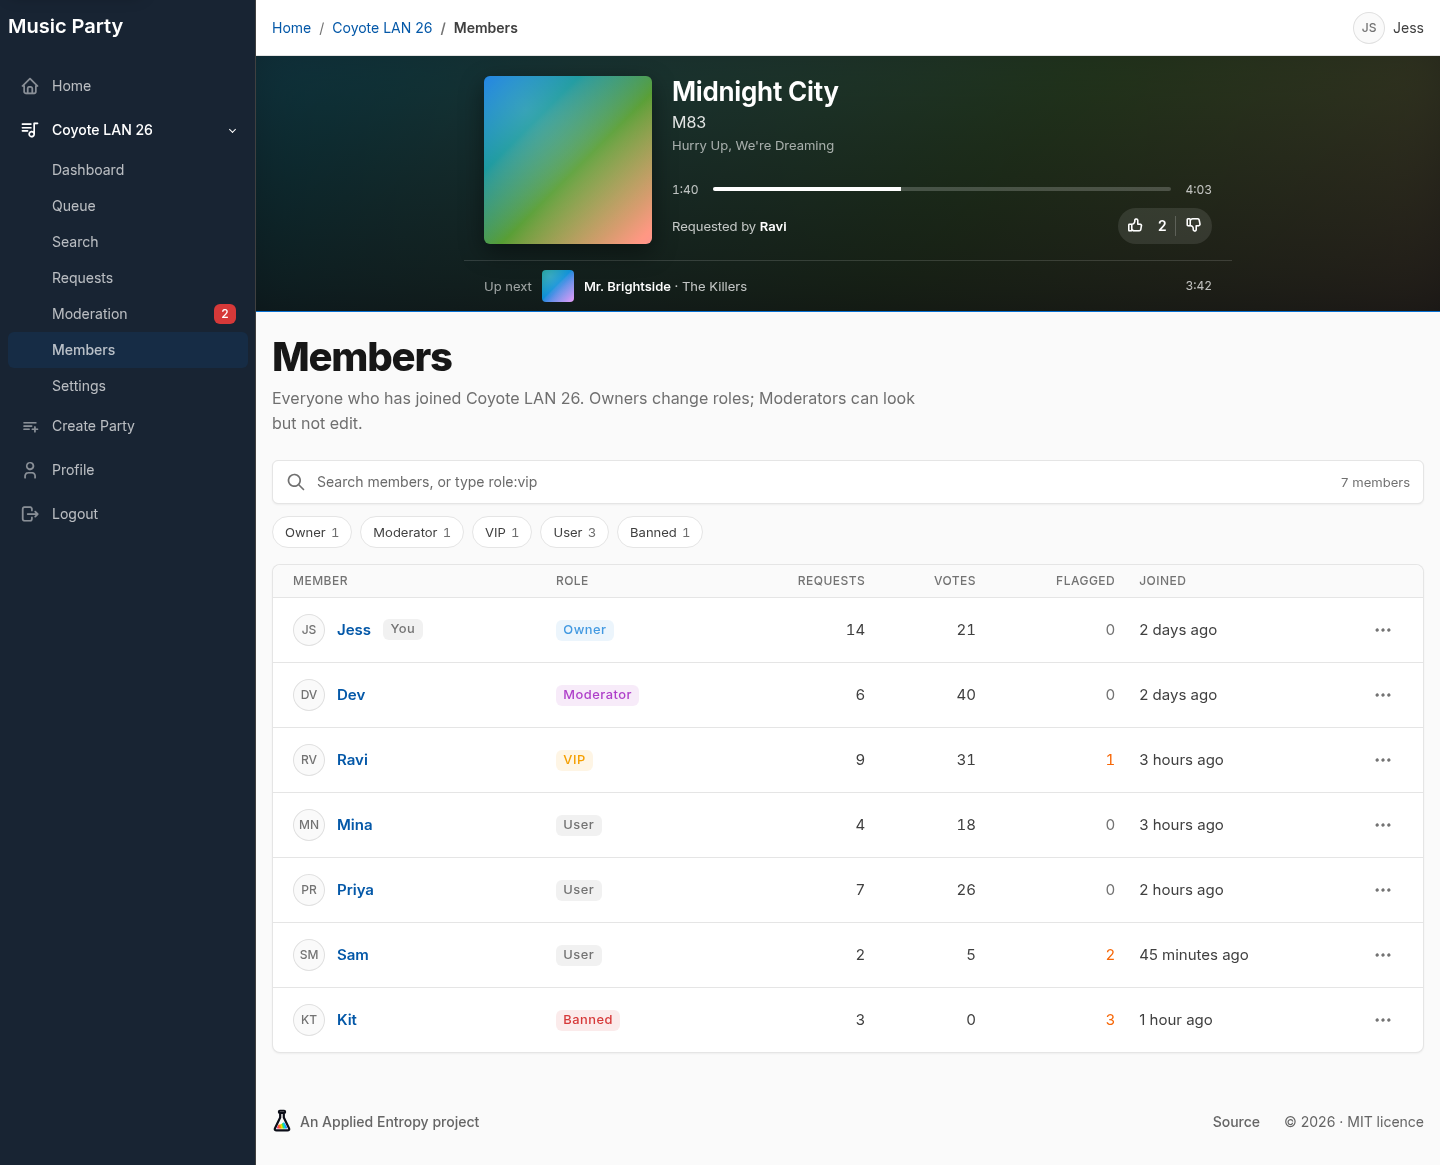 Music Party
Home
Coyote LAN 26
Dashboard
Queue
Search
Requests
Moderation 2
Members
Settings
Create Party
Profile
Logout
Home / Coyote LAN 26 / Members
JS Jess
Midnight City
M83
Hurry Up, We're Dreaming
1:40 4:03
Requested by Ravi
2
Up next Mr. Brightside · The Killers 3:42
Members
Everyone who has joined Coyote LAN 26. Owners change roles; Moderators can look
but not edit.
Search members, or type role:vip 7 members
Owner 1 Moderator 1 VIP 1 User 3 Banned 1
MEMBER ROLE REQUESTS VOTES FLAGGED JOINED
JS Jess You Owner 14 21 0 2 days ago
DV Dev Moderator 6 40 0 2 days ago
RV Ravi VIP 9 31 1 3 hours ago
MN Mina User 4 18 0 3 hours ago
PR Priya User 7 26 0 2 hours ago
SM Sam User 2 5 2 45 minutes ago
KT Kit Banned 3 0 3 1 hour ago
An Applied Entropy project
Source © 2026 · MIT licence